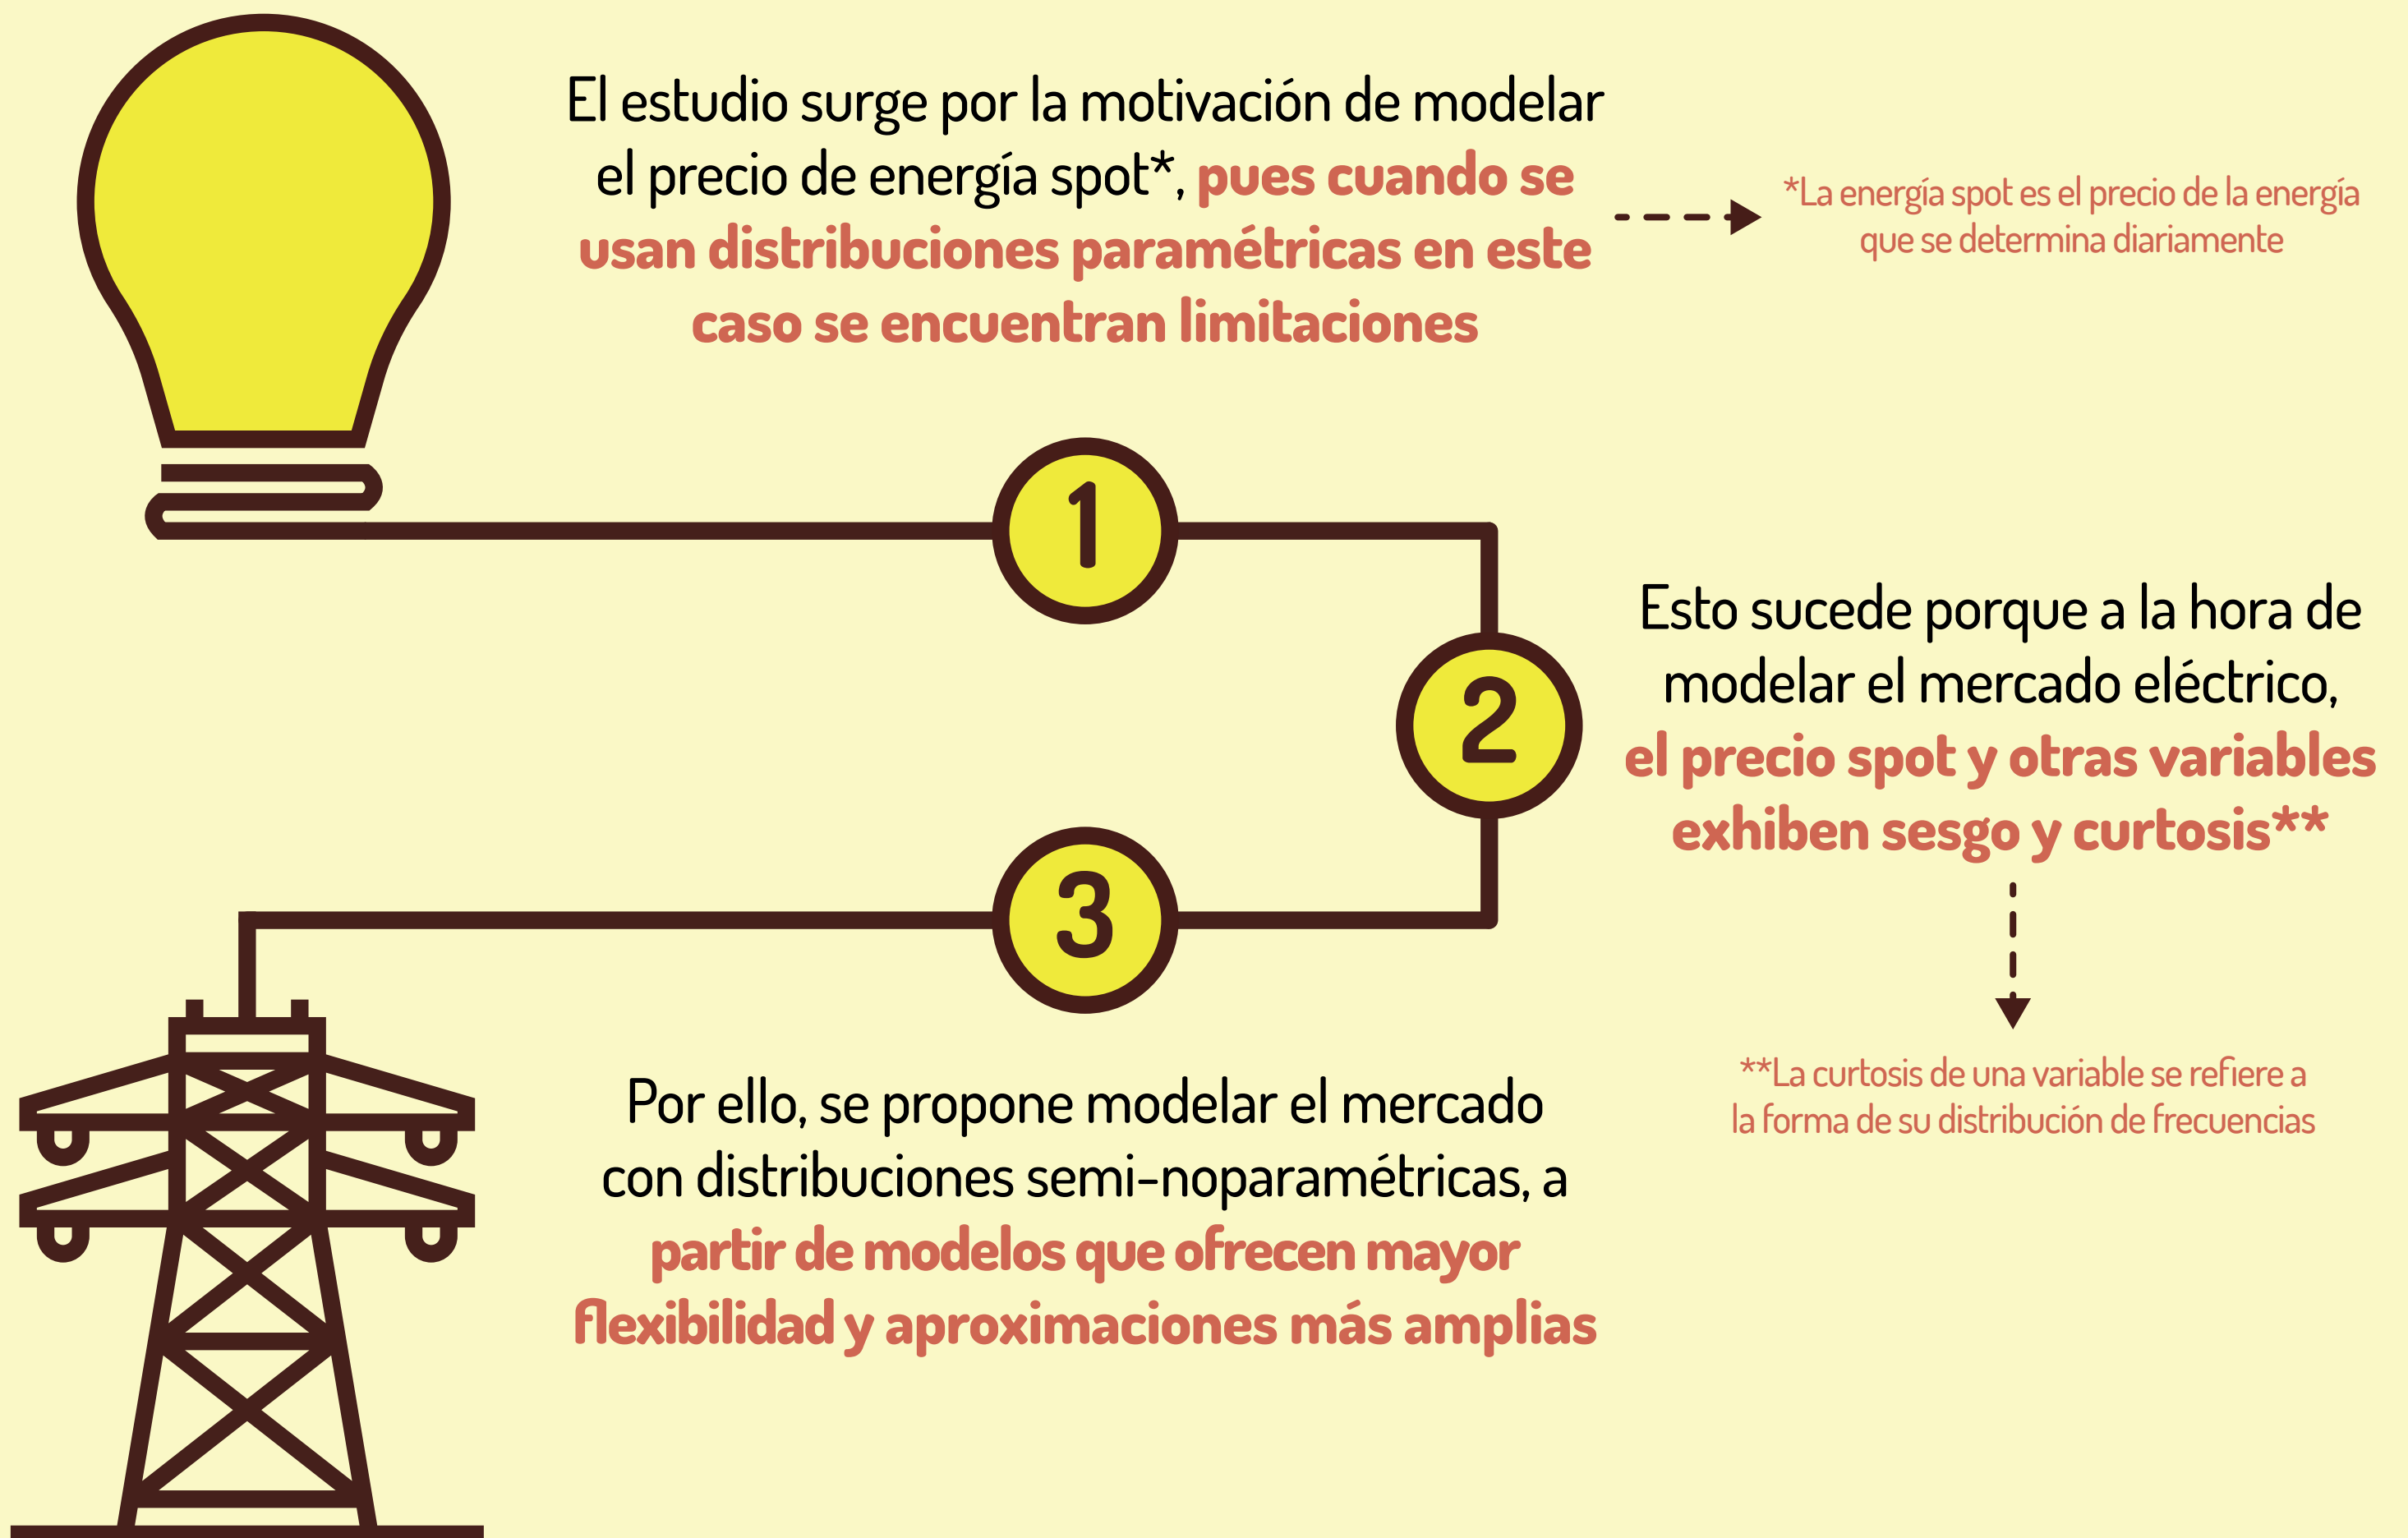 El estudio surge por la motivación de modelar
el precio de energía spot*, pues cuando se
usan distribuciones paramétricas en este
caso se encuentran limitaciones
*La energía spot es el precio de la energía
que se determina diariamente
1
2
Esto sucede porque a la hora de
modelar el mercado eléctrico,
el precio spot y otras variables
exhiben sesgo y curtosis**
**La curtosis de una variable se refiere a
la forma de su distribución de frecuencias
3
Por ello, se propone modelar el mercado
con distribuciones semi-noparamétricas, a
partir de modelos que ofrecen mayor
flexibilidad y aproximaciones más amplias